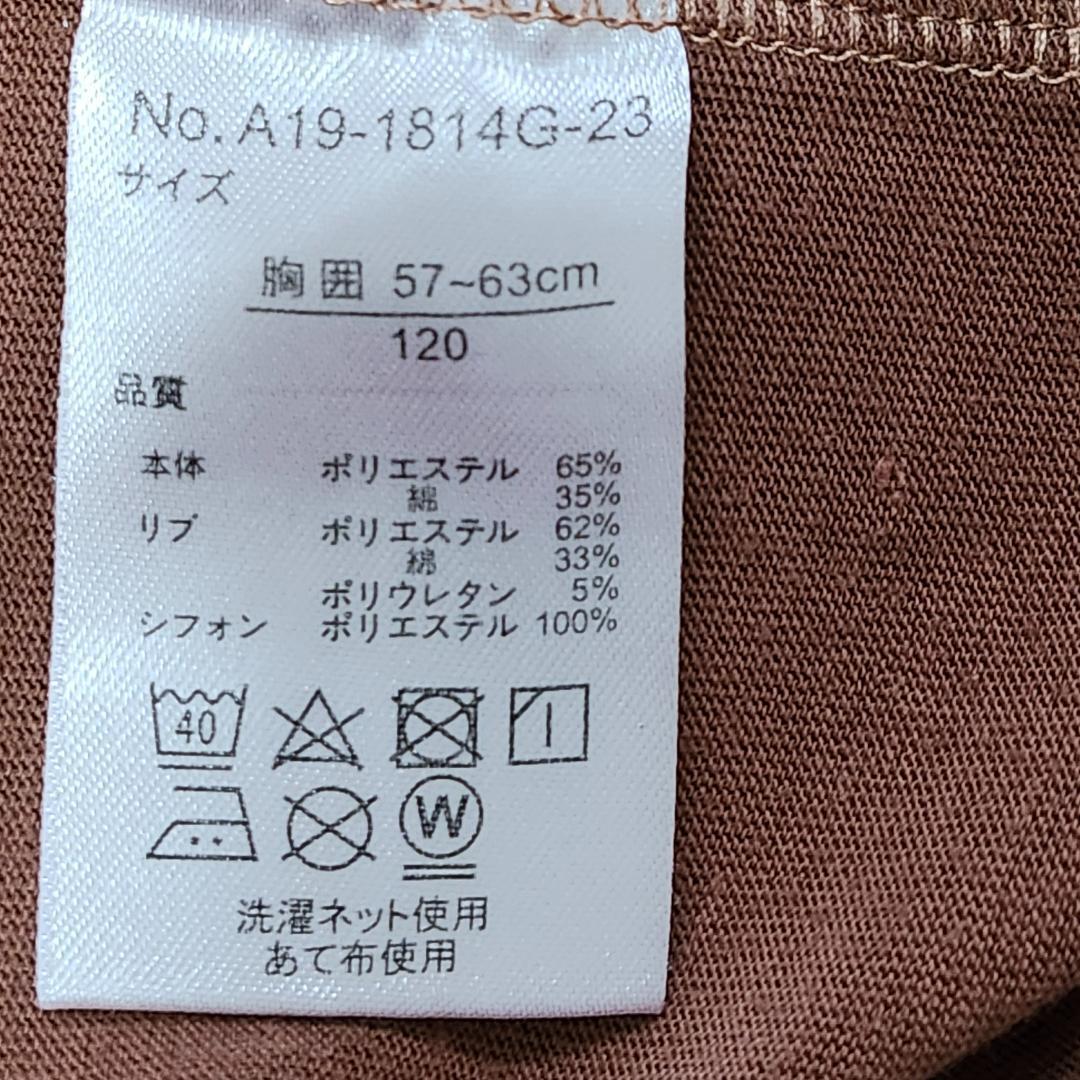 No.A19-1814G-23
サイズ
胸囲 57~63cm
120
品質
本体 ポリエステル 65%
綿 35%
リブ ポリエステル 62%
綿 33%
ポリウレタン 5%
シフォン ポリエステル 100%
40
W
洗濯ネット使用
あて布使用